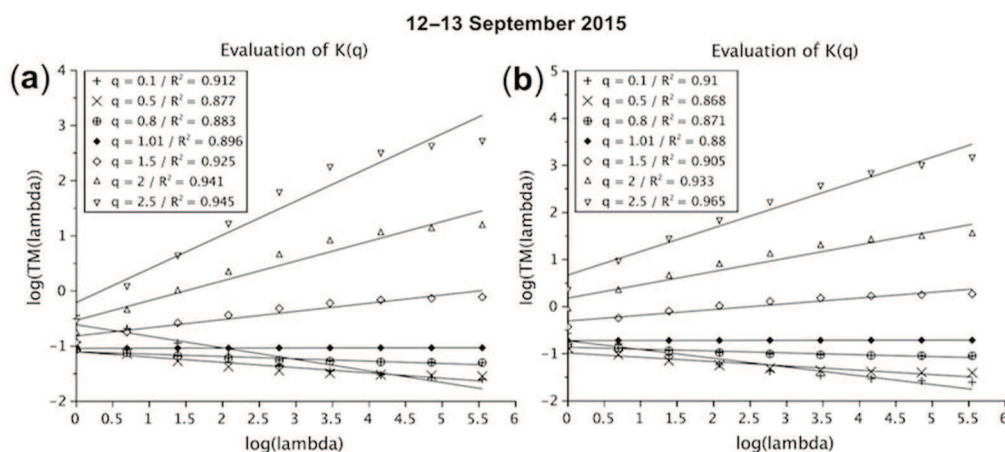 12–13 September 2015
(a)
Evaluation of K(q)
+ q = 0.1 / R² = 0.912
× q = 0.5 / R² = 0.877
⊕ q = 0.8 / R² = 0.883
◆ q = 1.01 / R² = 0.896
◇ q = 1.5 / R² = 0.925
△ q = 2 / R² = 0.941
▽ q = 2.5 / R² = 0.945
log(TM(lambda))
4
3
2
1
0
-1
-2
0 0.5 1 1.5 2 2.5 3 3.5 4 4.5 5 5.5 6
log(lambda)
(b)
Evaluation of K(q)
+ q = 0.1 / R² = 0.91
× q = 0.5 / R² = 0.868
⊕ q = 0.8 / R² = 0.871
◆ q = 1.01 / R² = 0.88
◇ q = 1.5 / R² = 0.905
△ q = 2 / R² = 0.933
▽ q = 2.5 / R² = 0.965
log(TM(lambda))
5
4
3
2
1
0
-1
-2
0 0.5 1 1.5 2 2.5 3 3.5 4 4.5 5 5.5 6
log(lambda)